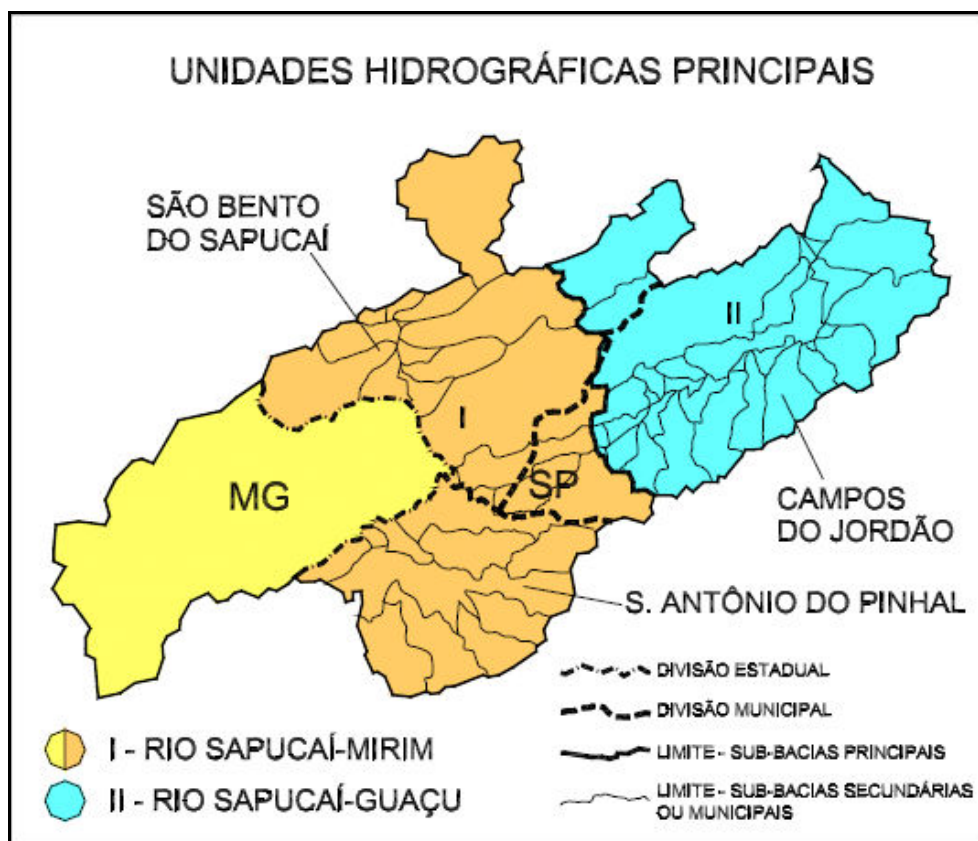 UNIDADES HIDROGRÁFICAS PRINCIPAIS
SÃO BENTO
DO SAPUCAÍ
II
I
MG
SP
CAMPOS
DO JORDÃO
S. ANTÔNIO DO PINHAL
DIVISÃO ESTADUAL
DIVISÃO MUNICIPAL
I - RIO SAPUCAÍ-MIRIM
LIMITE - SUB-BACIAS PRINCIPAIS
II - RIO SAPUCAÍ-GUAÇU
LIMITE - SUB-BACIAS SECUNDÁRIAS
OU MUNICIPAIS